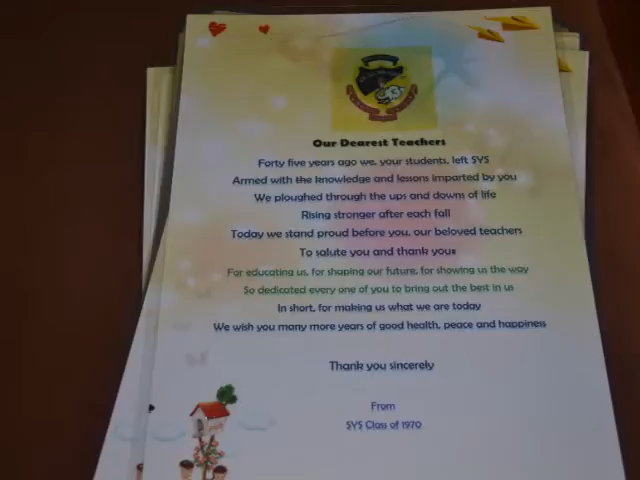 Our Dearest Teachers
Forty five years ago we, your students, left SYS
Armed with the knowledge and lessons imparted by you
We ploughed through the ups and downs of life
Rising stronger after each fall
Today we stand proud before you, our beloved teachers
To salute you and thank you:
For educating us, for shaping our future, for showing us the way
So dedicated every one of you to bring out the best in us
In short, for making us what we are today
We wish you many more years of good health, peace and happiness
Thank you sincerely
From
SYS Class of 1970